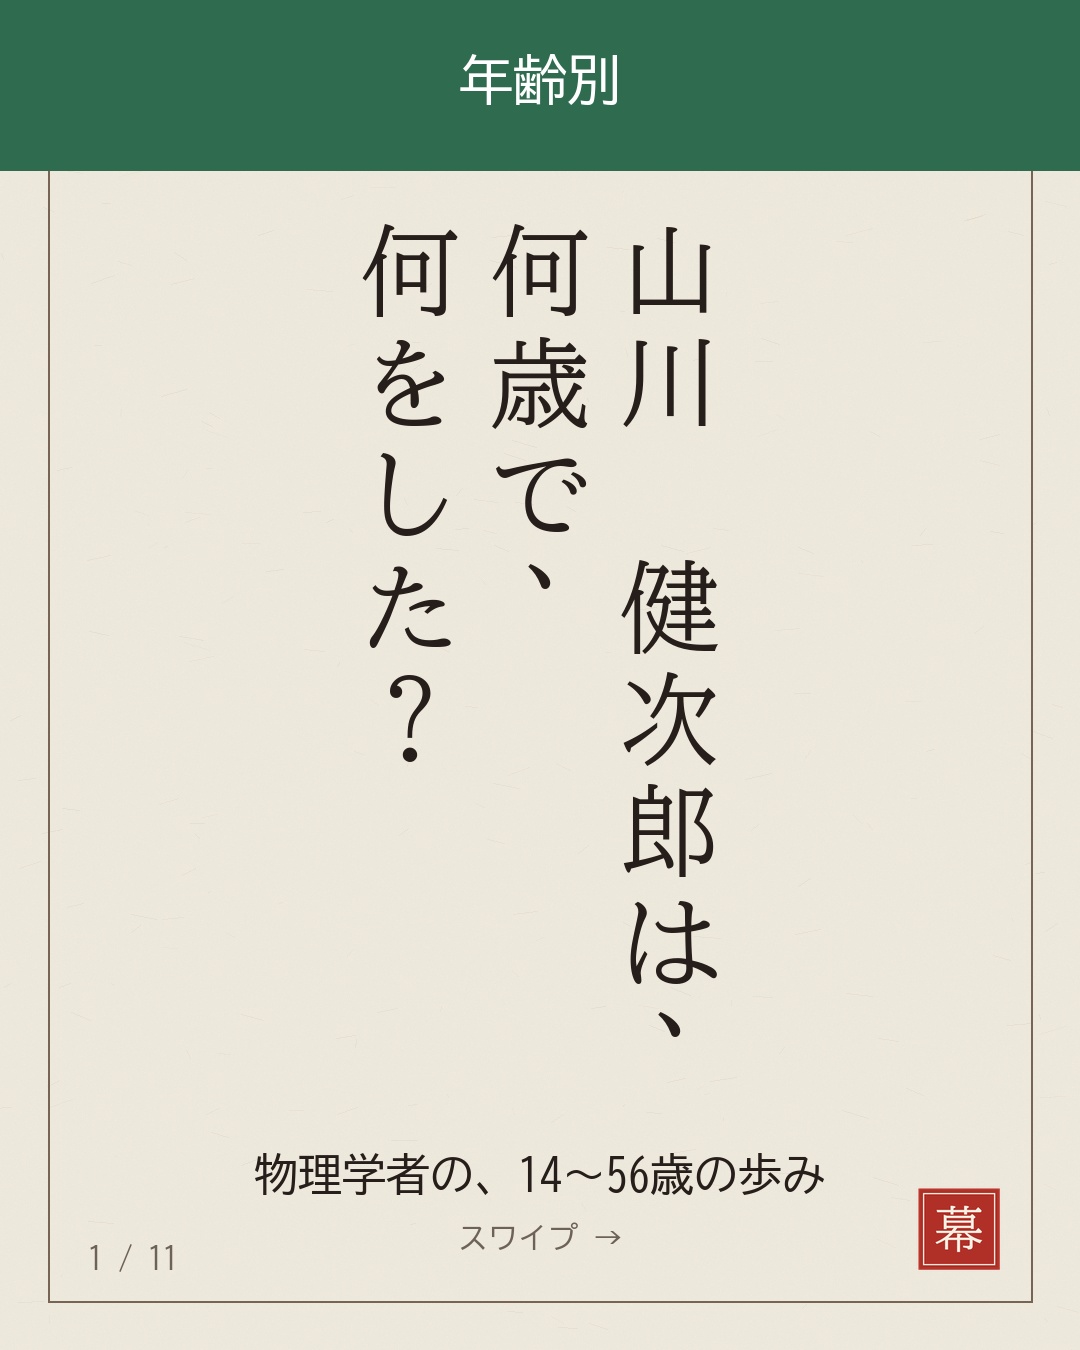 年齢別
山川　健次郎は、
何歳で、
何をした？
物理学者の、14〜56歳の歩み
スワイプ →
1 / 11
幕